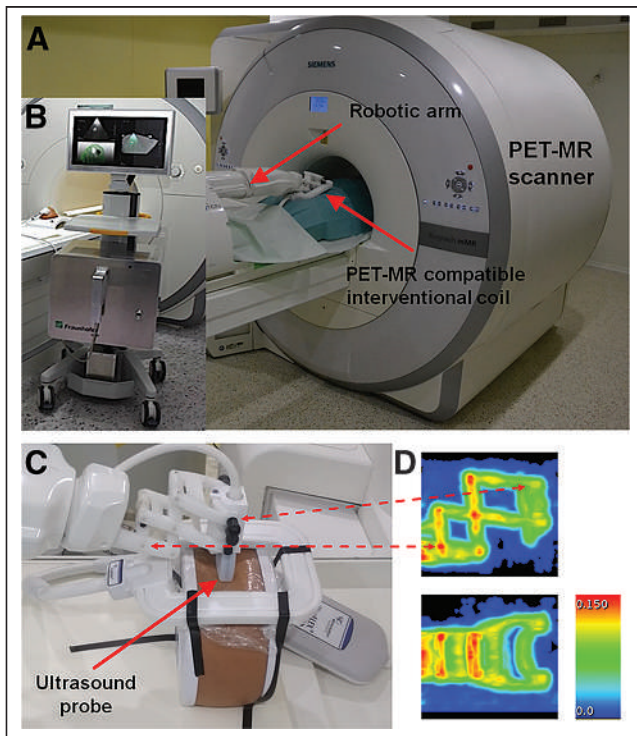 A
SIEMENS
B
Robotic arm
PET-MR
scanner
PET-MR compatible
interventional coil
Fraunhofer
C
D
0.150
0.0
Ultrasound
probe